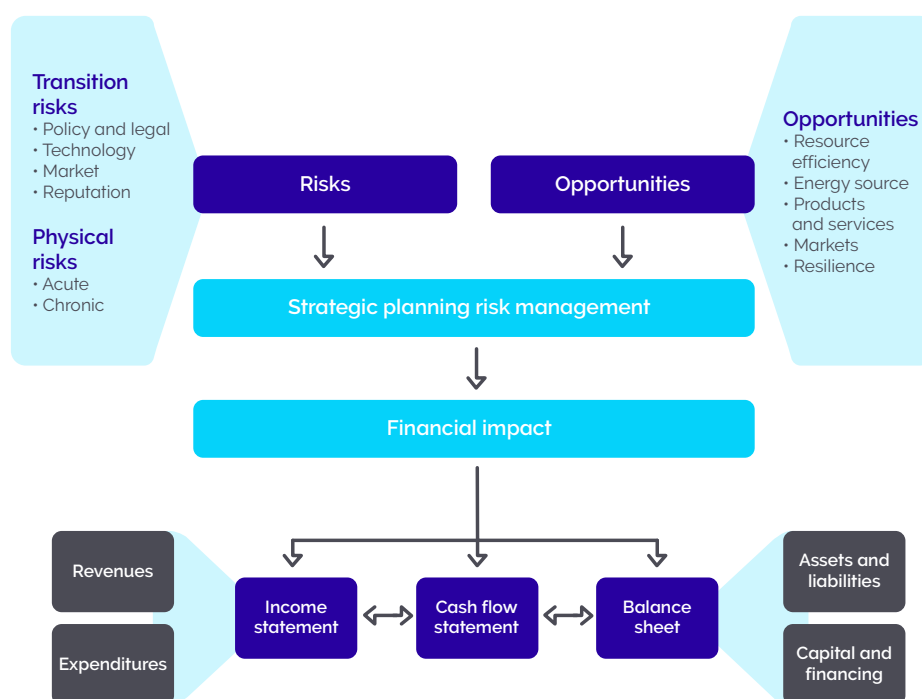 Transition
risks
• Policy and legal
• Technology
• Market
• Reputation
Physical
risks
• Acute
• Chronic
Risks
Opportunities
Opportunities
• Resource
efficiency
• Energy source
• Products
and services
• Markets
• Resilience
Strategic planning risk management
Financial impact
Revenues
Expenditures
Income
statement
Cash flow
statement
Balance
sheet
Assets and
liabilities
Capital and
financing